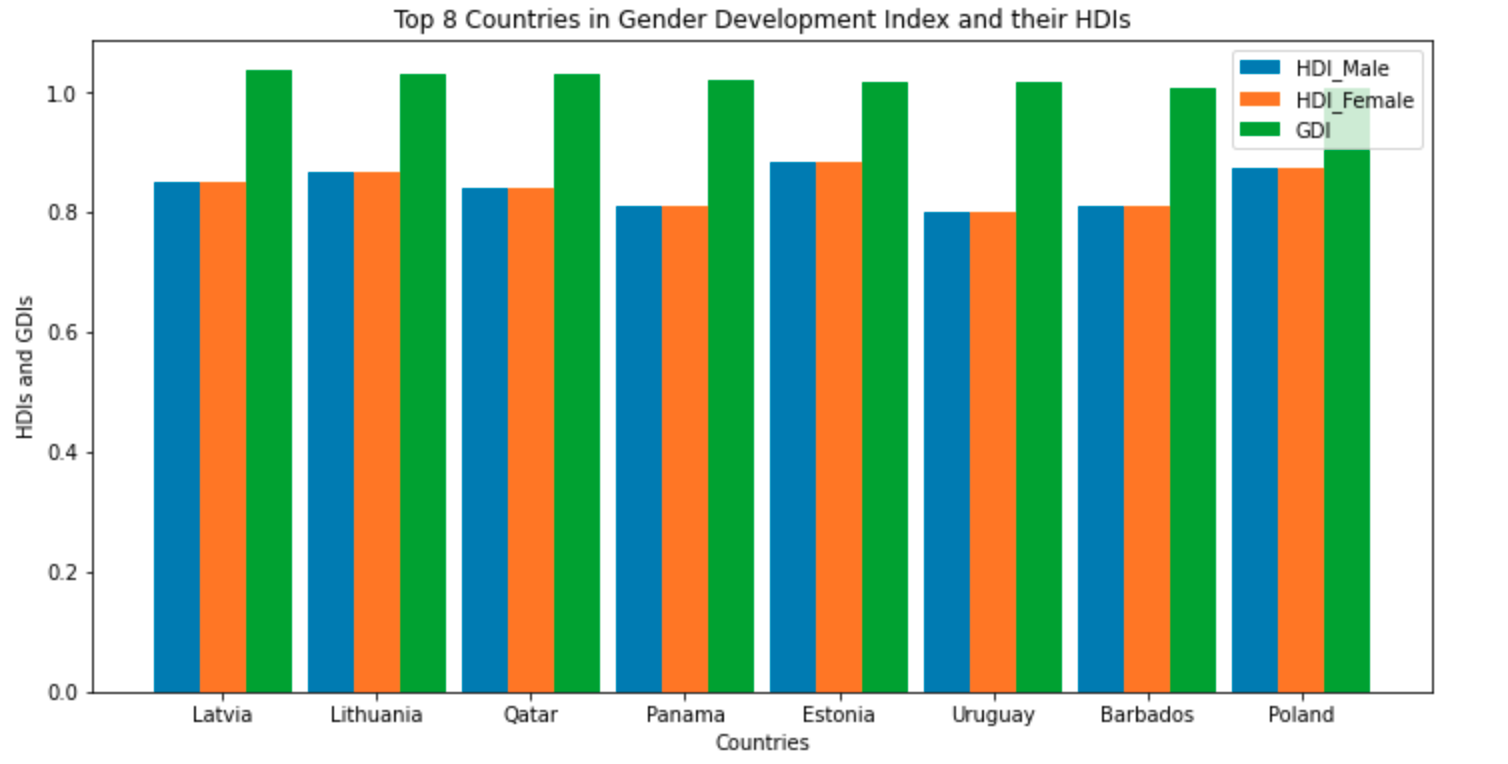 Top 8 Countries in Gender Development Index and their HDIs
HDI_Male
HDI_Female
GDI
HDIs and GDIs
1.0
0.8
0.6
0.4
0.2
0.0
Latvia Lithuania Qatar Panama Estonia Uruguay Barbados Poland
Countries